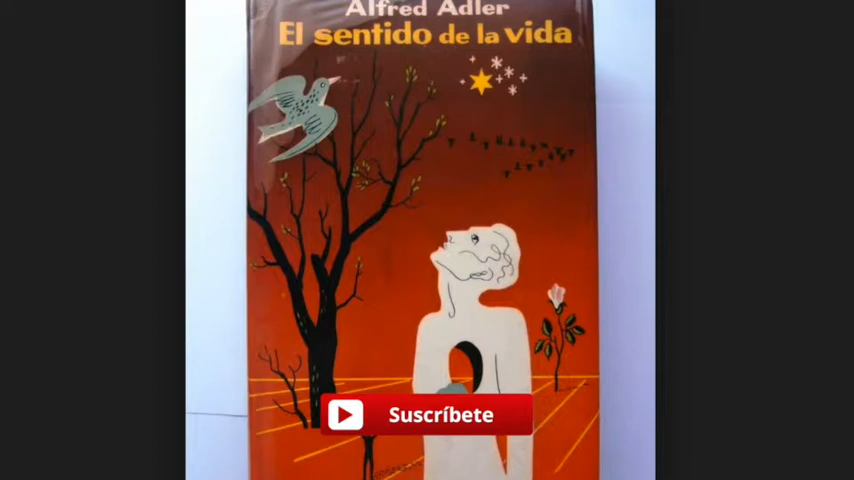 Alfred Adler
El sentido de la vida
Suscríbete